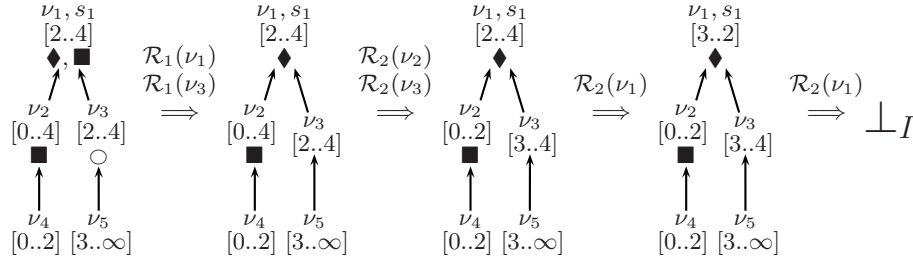 ν₁, s₁
[2..4]
◆, ■
ν₂ ν₃
[0..4] [2..4]
■ ○
ν₄ ν₅
[0..2] [3..∞]
R₁(ν₁)
R₁(ν₃)
⟹
ν₁, s₁
[2..4]
◆
ν₂
[0..4]
■
ν₃
[2..4]
ν₄ ν₅
[0..2] [3..∞]
R₂(ν₂)
R₂(ν₃)
⟹
ν₁, s₁
[2..4]
◆
ν₂
[0..2]
■
ν₃
[3..4]
ν₄ ν₅
[0..2] [3..∞]
R₂(ν₁)
⟹
ν₁, s₁
[3..2]
◆
ν₂
[0..2]
■
ν₃
[3..4]
ν₄ ν₅
[0..2] [3..∞]
R₂(ν₁)
⟹
⊥_I